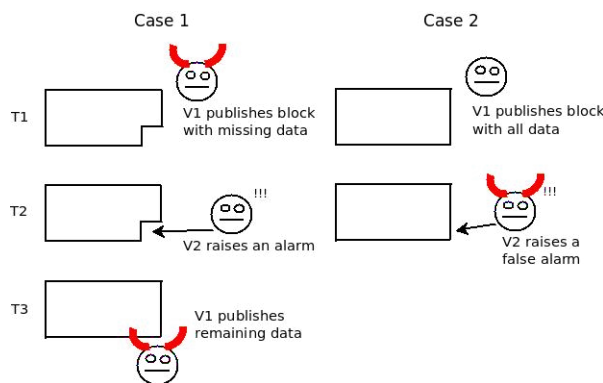 Case 1
Case 2
T1
V1 publishes block
with missing data
V1 publishes block
with all data
T2
!!!
V2 raises an alarm
!!!
V2 raises a
false alarm
T3
V1 publishes
remaining data